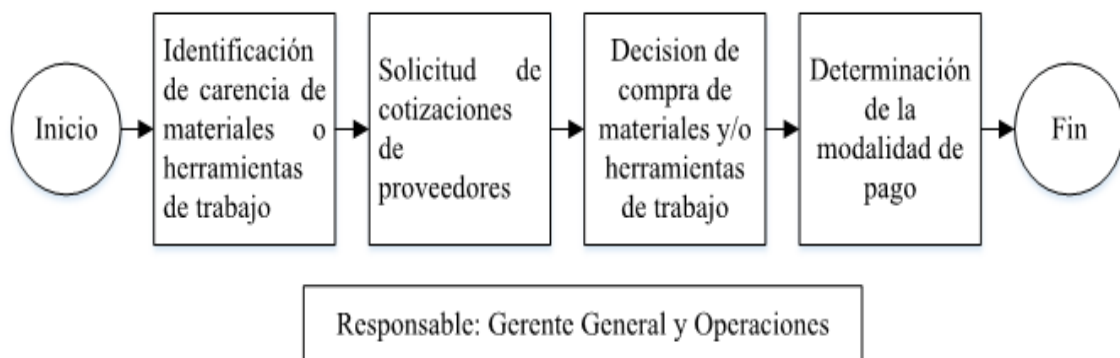 Inicio
Identificación
de carencia de
materiales o
herramientas
de trabajo
Solicitud de
cotizaciones
de
proveedores
Decision de
compra de
materiales y/o
herramientas
de trabajo
Determinación
de la
modalidad de
pago
Fin
Responsable: Gerente General y Operaciones